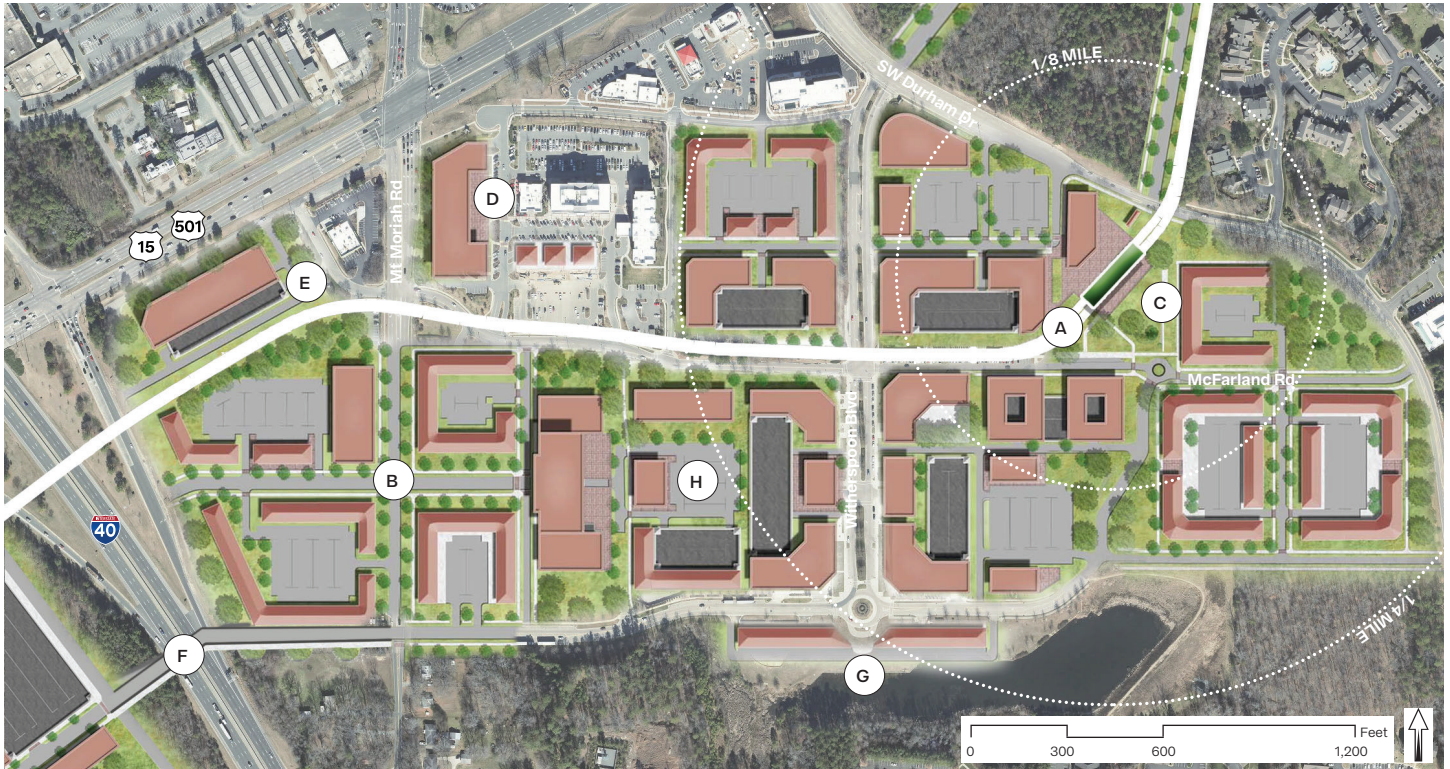 1/8 MILE
SW Durham Dr
D
Mt Moriah Rd
501
15
E
C
A
McFarland Rd
B
H
Witherspoon Blvd
40
1/4 MILE
F
G
Feet
0 300 600 1,200